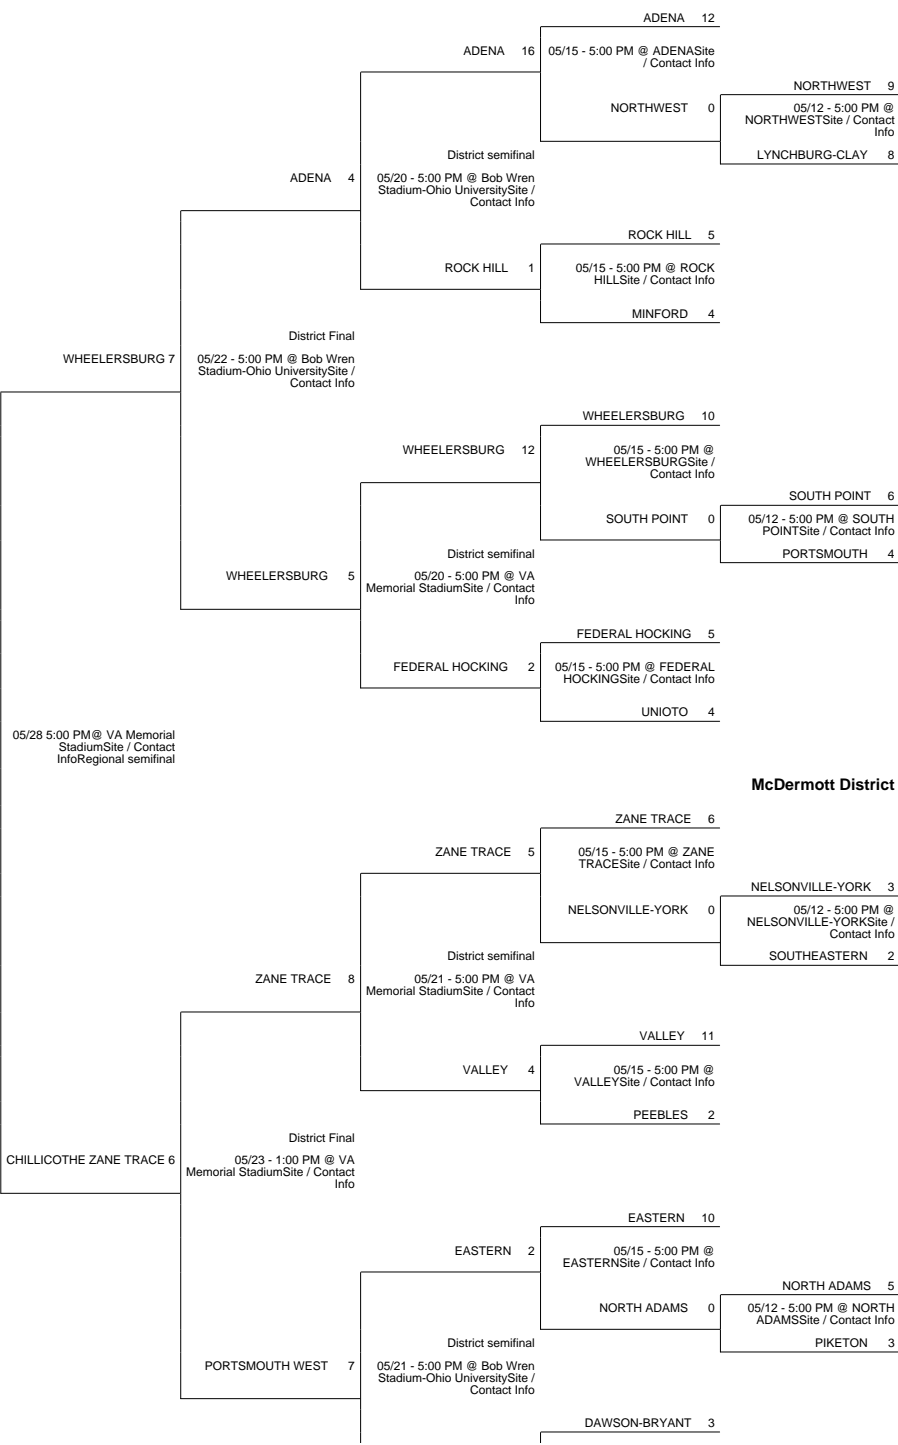 ADENA 12
ADENA 16
05/15 - 5:00 PM @ ADENASite
/ Contact Info
NORTHWEST 9
NORTHWEST 0
05/12 - 5:00 PM @
NORTHWESTSite / Contact
Info
District semifinal
LYNCHBURG-CLAY 8
ADENA 4
05/20 - 5:00 PM @ Bob Wren
Stadium-Ohio UniversitySite /
Contact Info
ROCK HILL 5
ROCK HILL 1
05/15 - 5:00 PM @ ROCK
HILLSite / Contact Info
MINFORD 4
District Final
WHEELERSBURG 7
05/22 - 5:00 PM @ Bob Wren
Stadium-Ohio UniversitySite /
Contact Info
WHEELERSBURG 10
WHEELERSBURG 12
05/15 - 5:00 PM @
WHEELERSBURGSite /
Contact Info
SOUTH POINT 6
SOUTH POINT 0
05/12 - 5:00 PM @ SOUTH
POINTSite / Contact Info
District semifinal
PORTSMOUTH 4
WHEELERSBURG 5
05/20 - 5:00 PM @ VA
Memorial StadiumSite / Contact
Info
FEDERAL HOCKING 5
FEDERAL HOCKING 2
05/15 - 5:00 PM @ FEDERAL
HOCKINGSite / Contact Info
UNIOTO 4
05/28 5:00 PM@ VA Memorial
StadiumSite / Contact
InfoRegional semifinal
McDermott District
ZANE TRACE 6
ZANE TRACE 5
05/15 - 5:00 PM @ ZANE
TRACESite / Contact Info
NELSONVILLE-YORK 3
NELSONVILLE-YORK 0
05/12 - 5:00 PM @
NELSONVILLE-YORKSite /
Contact Info
District semifinal
SOUTHEASTERN 2
ZANE TRACE 8
05/21 - 5:00 PM @ VA
Memorial StadiumSite / Contact
Info
VALLEY 11
VALLEY 4
05/15 - 5:00 PM @
VALLEYSite / Contact Info
PEEBLES 2
District Final
CHILLICOTHE ZANE TRACE 6
05/23 - 1:00 PM @ VA
Memorial StadiumSite / Contact
Info
EASTERN 10
EASTERN 2
05/15 - 5:00 PM @
EASTERNSite / Contact Info
NORTH ADAMS 5
NORTH ADAMS 0
05/12 - 5:00 PM @ NORTH
ADAMSSite / Contact Info
District semifinal
PIKETON 3
PORTSMOUTH WEST 7
05/21 - 5:00 PM @ Bob Wren
Stadium-Ohio UniversitySite /
Contact Info
DAWSON-BRYANT 3